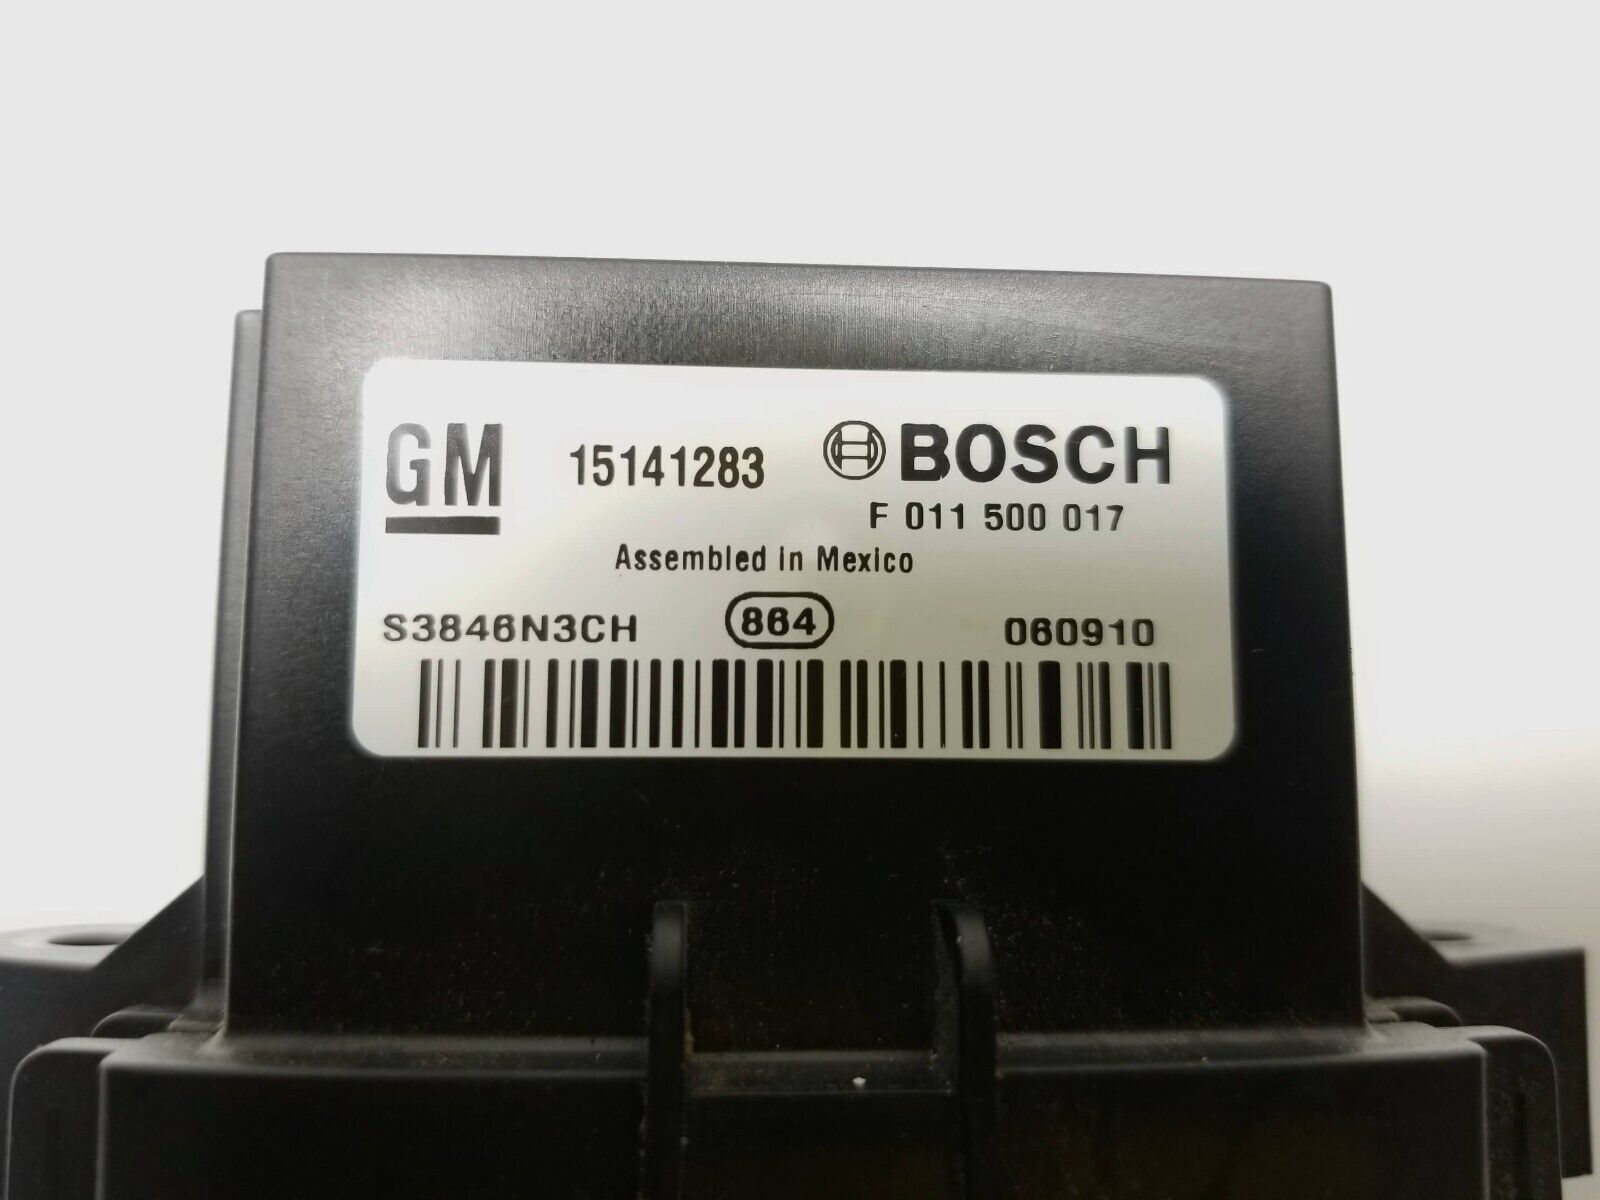 GM 15141283 BOSCH
F 011 500 017
Assembled in Mexico
S3846N3CH 864 060910